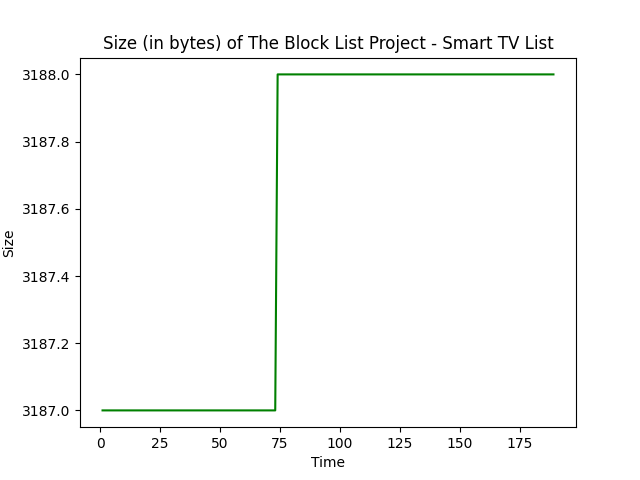 Size (in bytes) of The Block List Project - Smart TV List
3188.0
3187.8
3187.6
3187.4
3187.2
3187.0
Size
0 25 50 75 100 125 150 175
Time